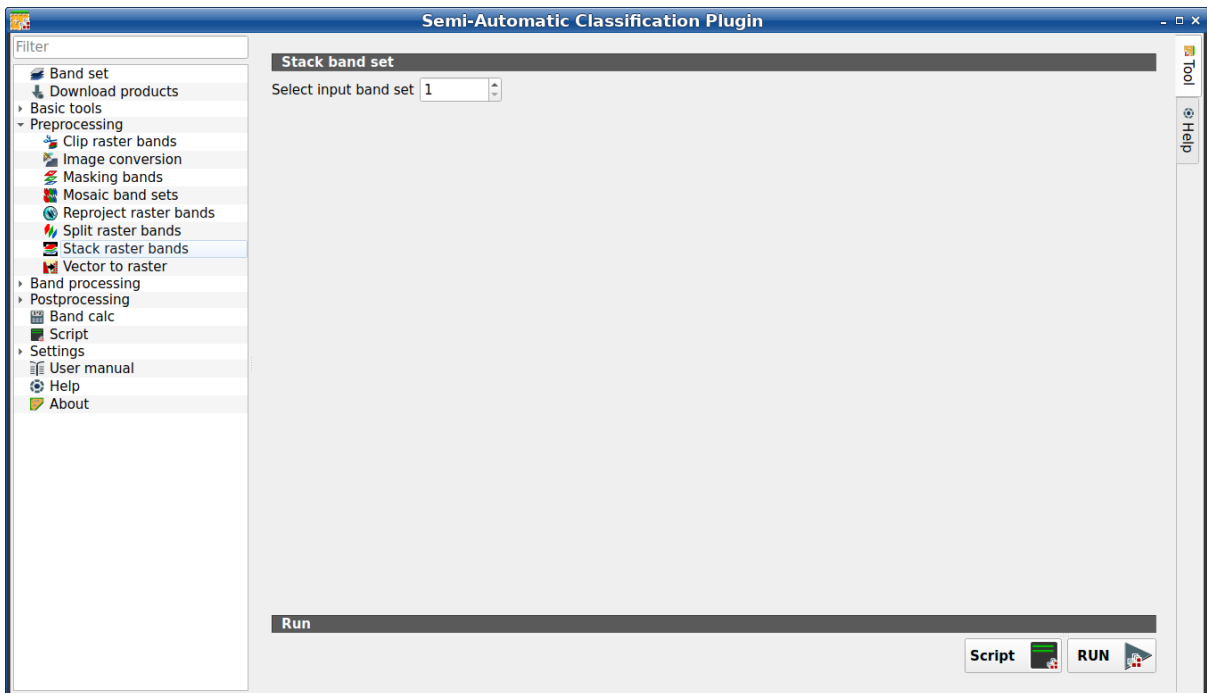 Semi-Automatic Classification Plugin
Filter
Band set
Download products
Basic tools
Preprocessing
Clip raster bands
Image conversion
Masking bands
Mosaic band sets
Reproject raster bands
Split raster bands
Stack raster bands
Vector to raster
Band processing
Postprocessing
Band calc
Script
Settings
User manual
Help
About
Stack band set
Select input band set 1
Run
Script RUN
Tool
Help